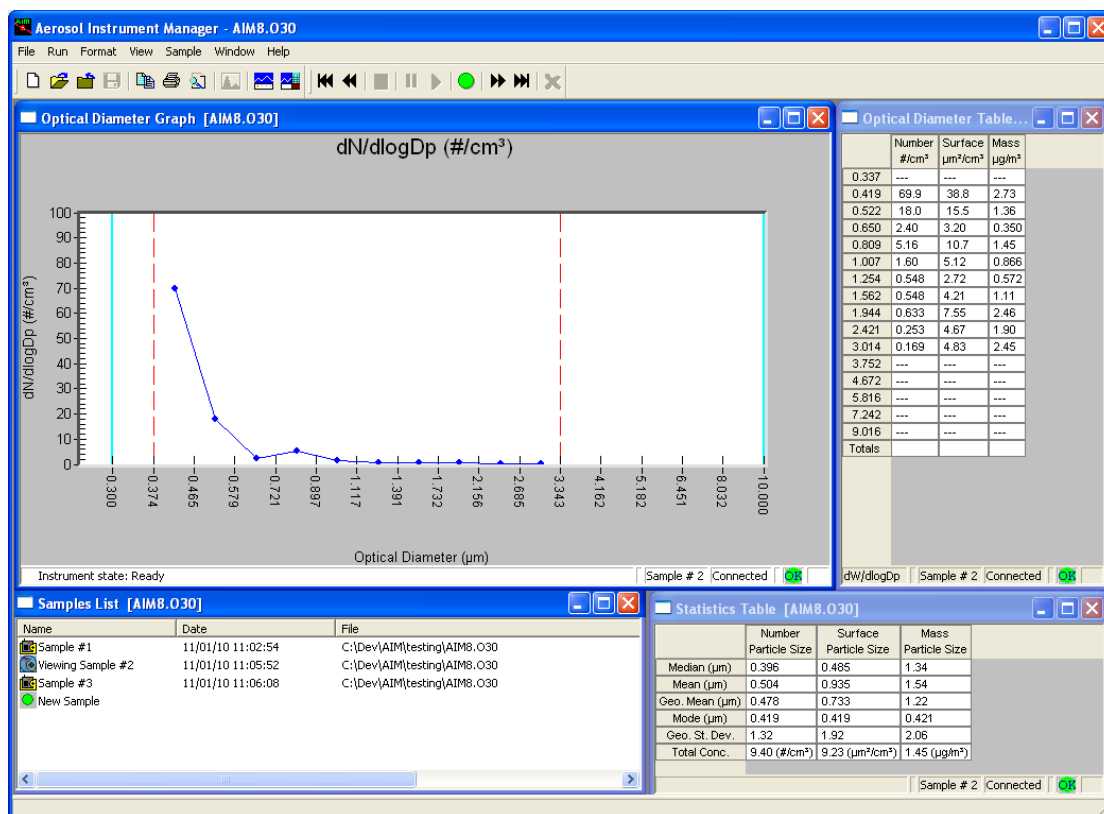 Aerosol Instrument Manager - AIM8.O30
File Run Format View Sample Window Help
Optical Diameter Graph [AIM8.O30]
dN/dlogDp (#/cm³)
dN/dlogDp (#/cm³)
100
90
80
70
60
50
40
30
20
10
0
0.300 0.374 0.465 0.579 0.721 0.897 1.117 1.391 1.732 2.156 2.685 3.343 4.162 5.182 6.451 8.032 10.000
Optical Diameter (µm)
Instrument state: Ready Sample # 2 Connected OK
Optical Diameter Table...
Number Surface Mass
#/cm³ µm²/cm³ µg/m³
0.337 --- --- ---
0.419 69.9 38.8 2.73
0.522 18.0 15.5 1.36
0.650 2.40 3.20 0.350
0.809 5.16 10.7 1.45
1.007 1.60 5.12 0.866
1.254 0.548 2.72 0.572
1.562 0.548 4.21 1.11
1.944 0.633 7.55 2.46
2.421 0.253 4.67 1.90
3.014 0.169 4.83 2.45
3.752 --- --- ---
4.672 --- --- ---
5.816 --- --- ---
7.242 --- --- ---
9.016 --- --- ---
Totals
dW/dlogDp Sample # 2 Connected OK
Samples List [AIM8.O30]
Name Date File
Sample #1 11/01/10 11:02:54 C:\Dev\AIM\testing\AIM8.O30
Viewing Sample #2 11/01/10 11:05:52 C:\Dev\AIM\testing\AIM8.O30
Sample #3 11/01/10 11:06:08 C:\Dev\AIM\testing\AIM8.O30
New Sample
Statistics Table [AIM8.O30]
Number Surface Mass
Particle Size Particle Size Particle Size
Median (µm) 0.396 0.485 1.34
Mean (µm) 0.504 0.935 1.54
Geo. Mean (µm) 0.478 0.733 1.22
Mode (µm) 0.419 0.419 0.421
Geo. St. Dev. 1.32 1.92 2.06
Total Conc. 9.40 (#/cm³) 9.23 (µm²/cm³) 1.45 (µg/m³)
Sample # 2 Connected OK